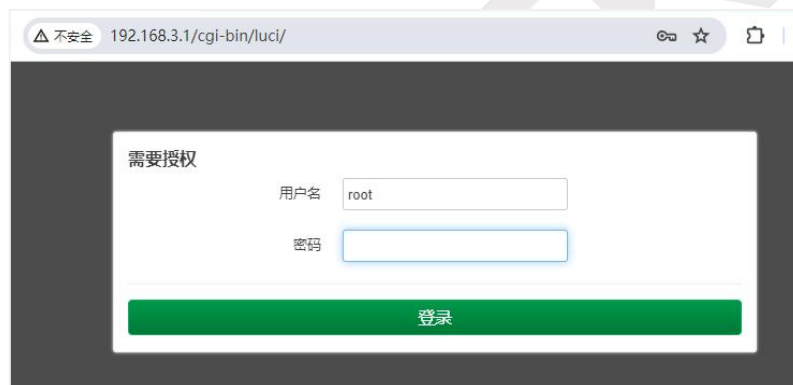 不安全 192.168.3.1/cgi-bin/luci/
需要授权
用户名 root
密码
登录